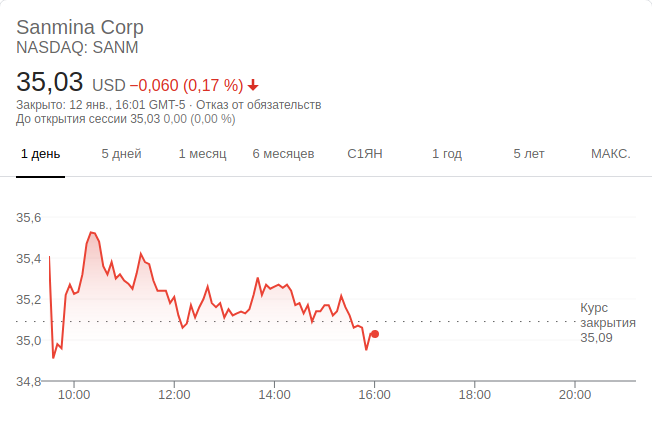 Sanmina Corp
NASDAQ: SANM
35,03 USD −0,060 (0,17 %)
Закрыто: 12 янв., 16:01 GMT-5 · Отказ от обязательств
До открытия сессии 35,03 0,00 (0,00 %)
1 день 5 дней 1 месяц 6 месяцев С1ЯН 1 год 5 лет МАКС.
35,6
35,4
35,2
35,0
34,8
Курс
закрытия
35,09
10:00 12:00 14:00 16:00 18:00 20:00